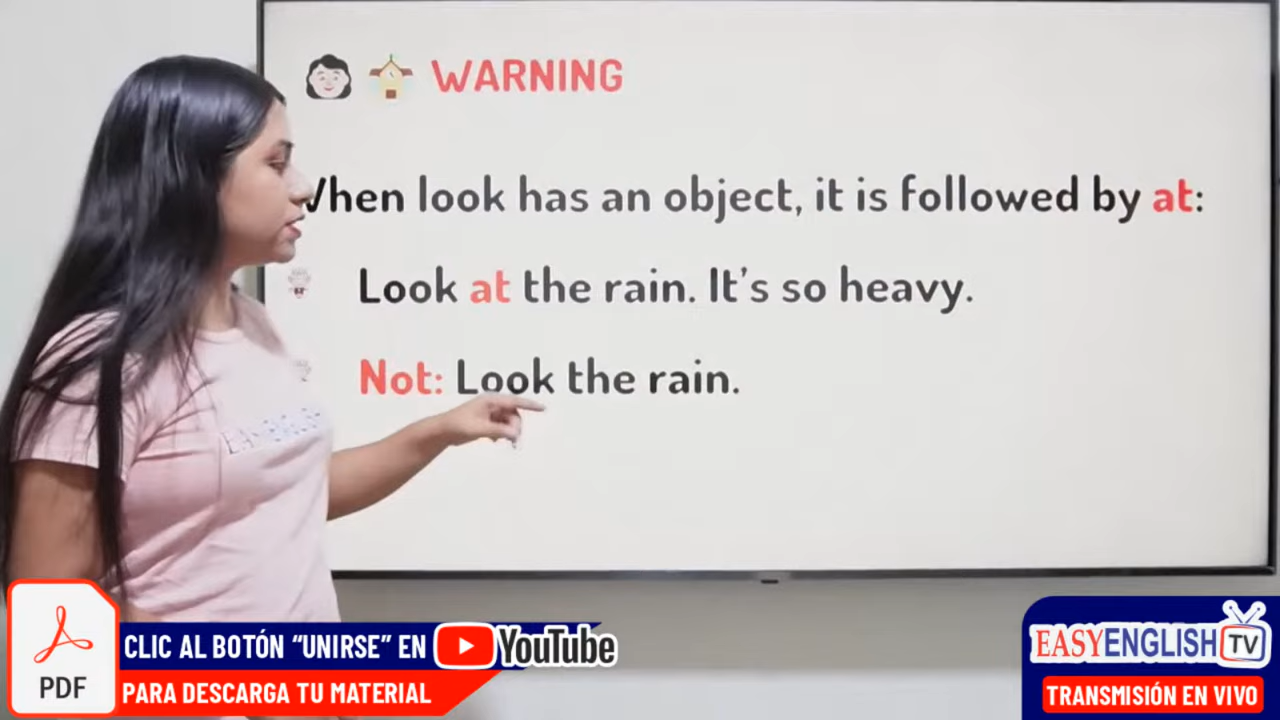 WARNING
hen look has an object, it is followed by at:
Look at the rain. It's so heavy.
Not: Look the rain.
PDF
CLIC AL BOTÓN “UNIRSE” EN YouTube
PARA DESCARGA TU MATERIAL
EASYENGLISH TV
TRANSMISIÓN EN VIVO